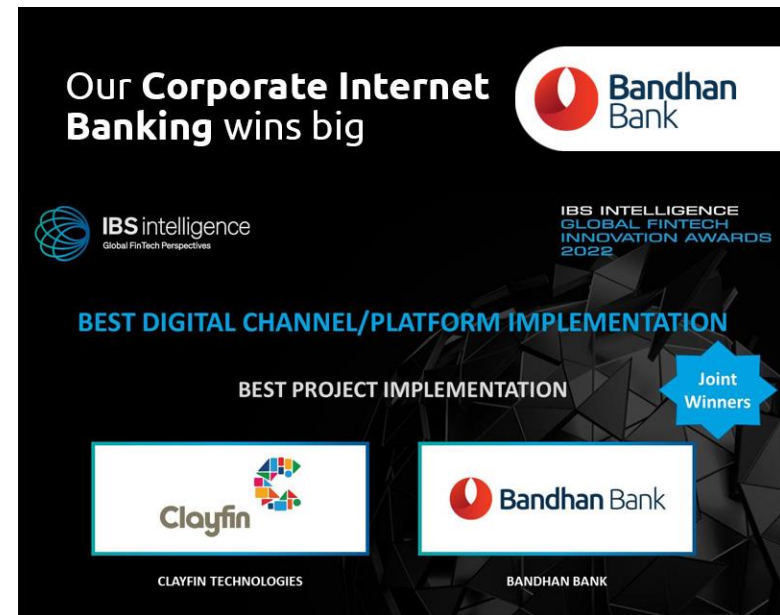 Our Corporate Internet
Banking wins big
Bandhan
Bank
IBS intelligence
Global FinTech Perspectives
IBS INTELLIGENCE
GLOBAL FINTECH
INNOVATION AWARDS
2022
BEST DIGITAL CHANNEL/PLATFORM IMPLEMENTATION
BEST PROJECT IMPLEMENTATION
Joint
Winners
Clayfin
Bandhan Bank
CLAYFIN TECHNOLOGIES
BANDHAN BANK